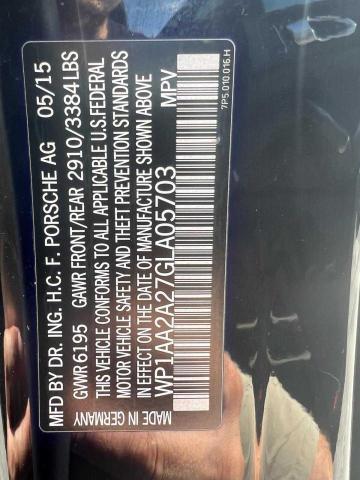 MFD BY DR. ING. H.C. F. PORSCHE AG 05/15
GVWR 6195 GAWR FRONT/REAR 2910/3384 LBS
THIS VEHICLE CONFORMS TO ALL APPLICABLE U.S.FEDERAL
MOTOR VEHICLE SAFETY AND THEFT PREVENTION STANDARDS
IN EFFECT ON THE DATE OF MANUFACTURE SHOWN ABOVE
WP1AA2A27GLA05703 MPV
MADE IN GERMANY
7P5.010.016.H